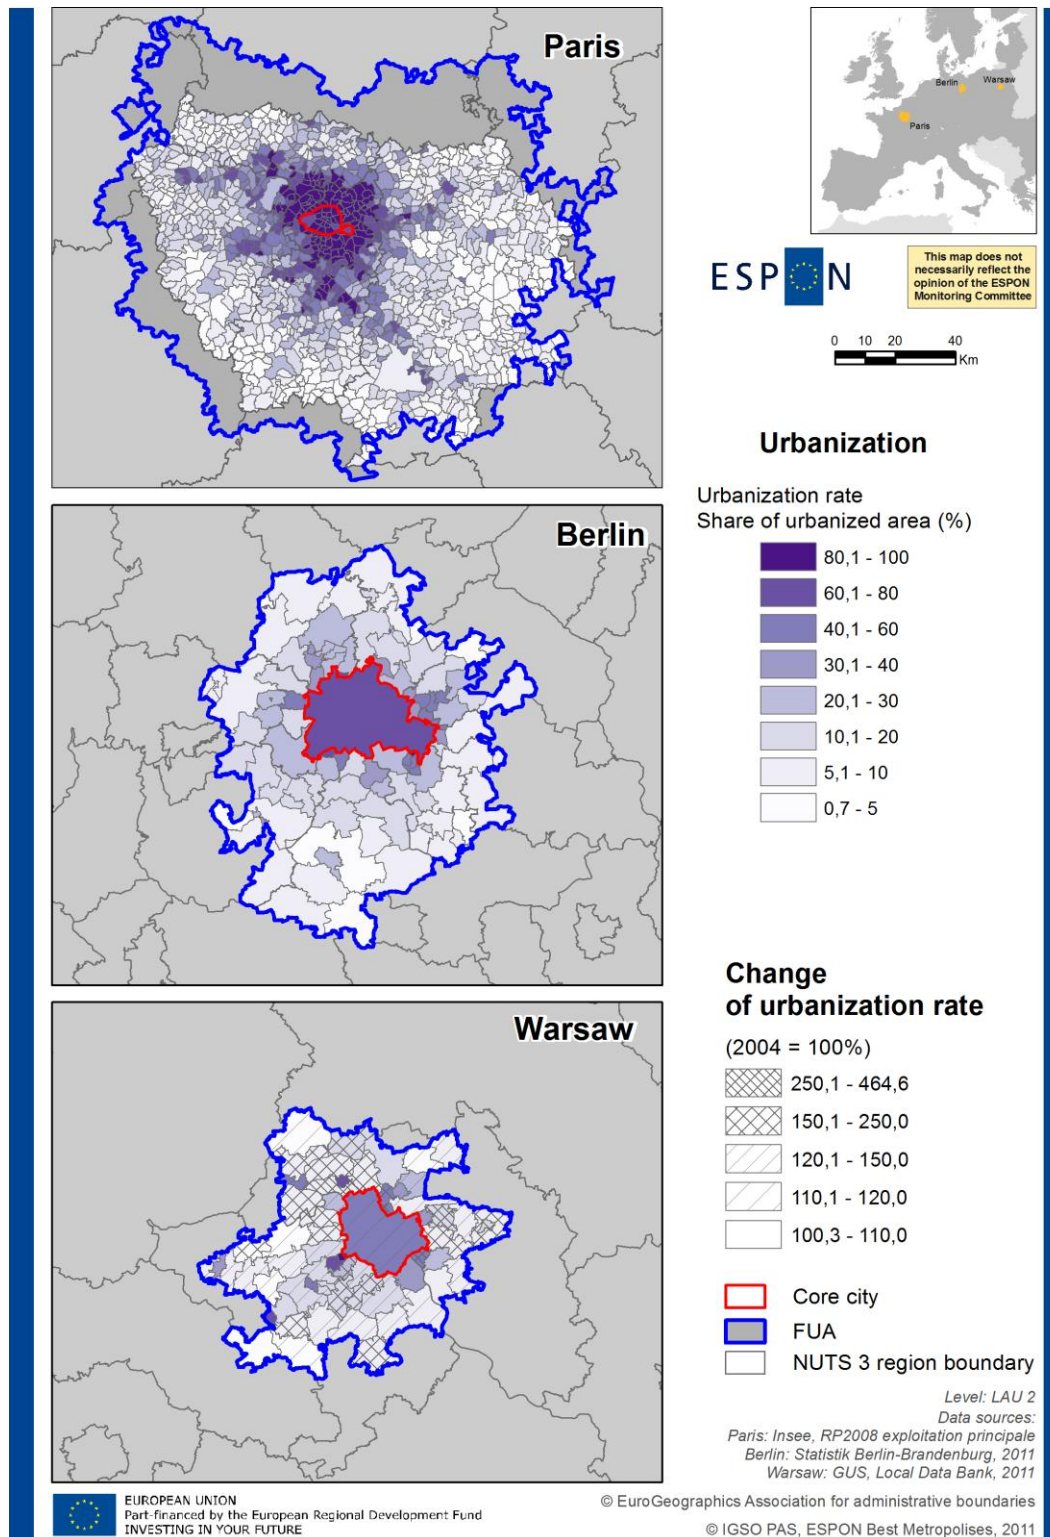 Paris
Berlin
Warsaw
Paris
ESPON
This map does not
necessarily reflect the
opinion of the ESPON
Monitoring Committee
0 10 20 40
Km
Urbanization
Urbanization rate
Share of urbanized area (%)
80,1 - 100
60,1 - 80
40,1 - 60
30,1 - 40
20,1 - 30
10,1 - 20
5,1 - 10
0,7 - 5
Berlin
Change
of urbanization rate
(2004 = 100%)
250,1 - 464,6
150,1 - 250,0
120,1 - 150,0
110,1 - 120,0
100,3 - 110,0
Warsaw
Core city
FUA
NUTS 3 region boundary
Level: LAU 2
Data sources:
Paris: Insee, RP2008 exploitation principale
Berlin: Statistik Berlin-Brandenburg, 2011
Warsaw: GUS, Local Data Bank, 2011
EUROPEAN UNION
Part-financed by the European Regional Development Fund
INVESTING IN YOUR FUTURE
© EuroGeographics Association for administrative boundaries
© IGSO PAS, ESPON Best Metropolises, 2011